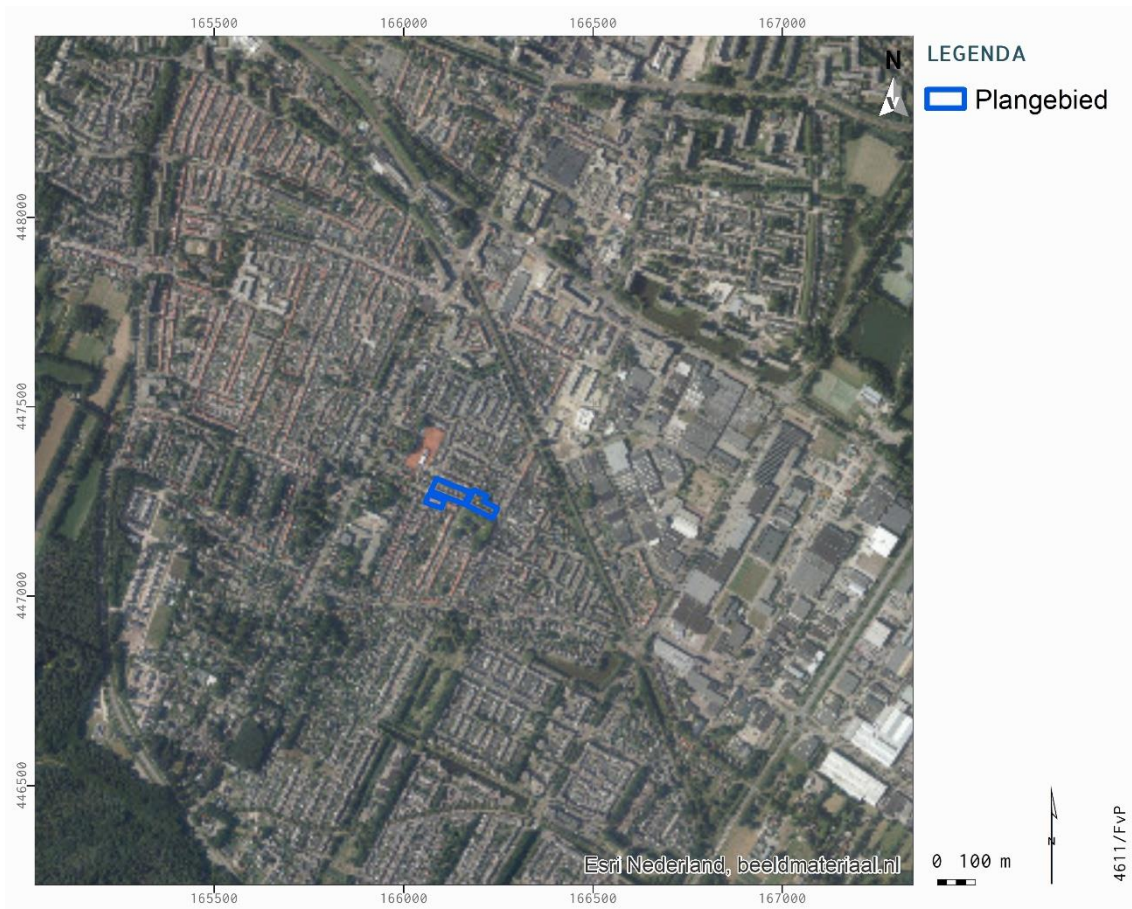 165500 166000 166500 167000
N
LEGENDA
Plangebied
448000
447500
447000
446500
Esri Nederland, beeldmateriaal.nl
0 100 m
N
4611/FvP
165500 166000 166500 167000